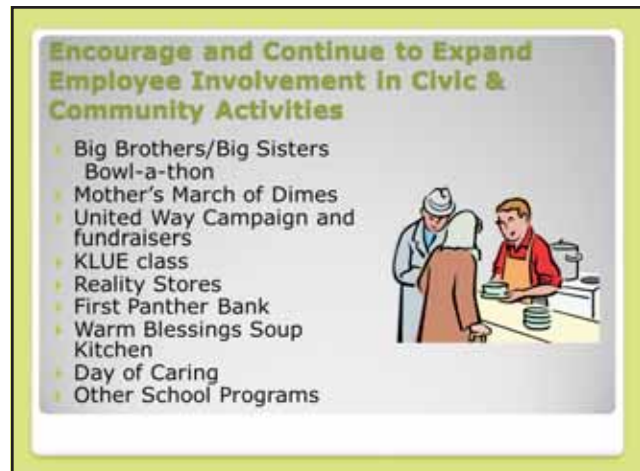 Encourage and Continue to Expand
Employee Involvement in Civic &
Community Activities
Big Brothers/Big Sisters
Bowl-a-thon
Mother's March of Dimes
United Way Campaign and
fundraisers
KLUE class
Reality Stores
First Panther Bank
Warm Blessings Soup
Kitchen
Day of Caring
Other School Programs